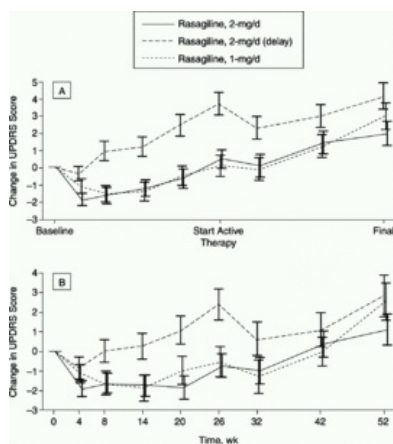 Rasagiline, 2-mg/d
Rasagiline, 2-mg/d (delay)
Rasagiline, 1-mg/d
A
Change in UPDRS Score
5
4
3
2
1
0
−1
−2
−3
Baseline
Start Active
Therapy
Final
B
Change in UPDRS Score
4
3
2
1
0
−1
−2
−3
0
4
8
14
20
26
32
42
52
Time, wk